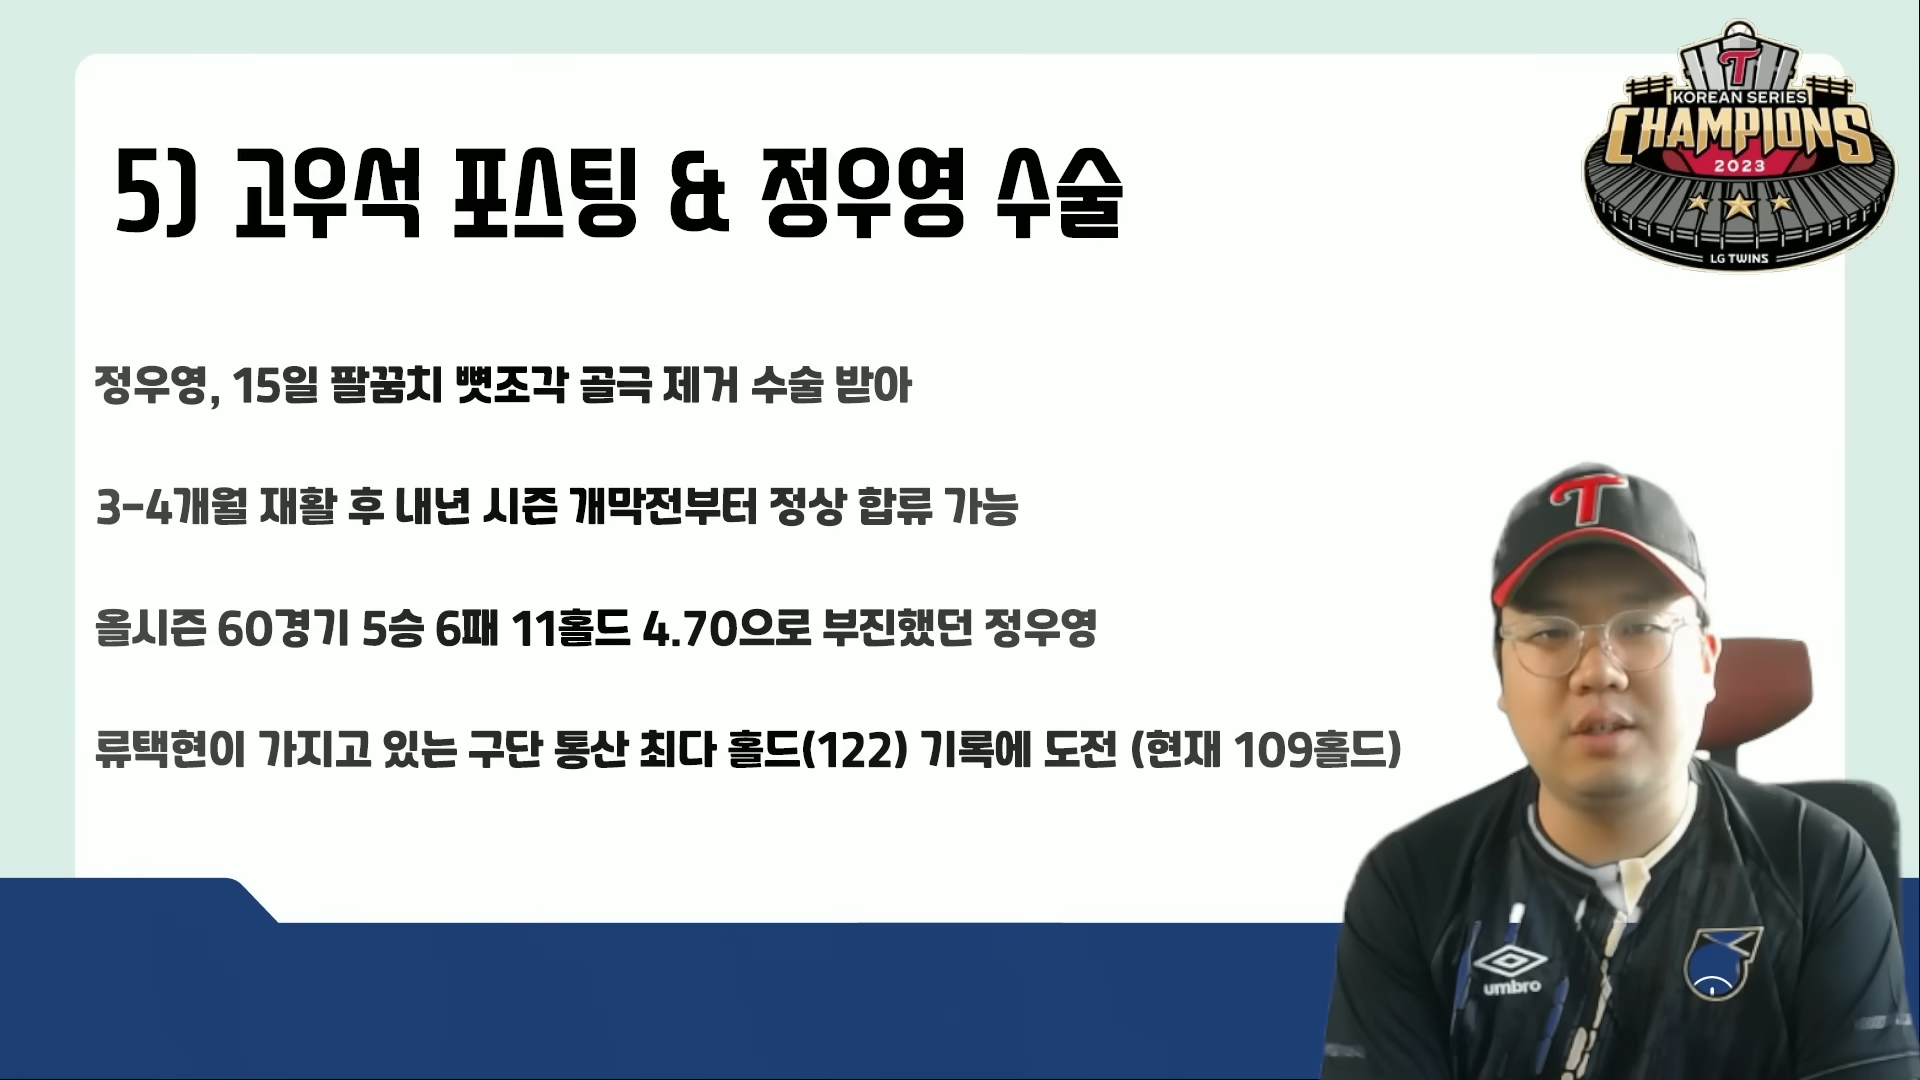 5) 고우석 포스팅 & 정우영 수술
T
KOREAN SERIES
CHAMPIONS
2023
LG TWINS
정우영, 15일 팔꿈치 뼛조각 골극 제거 수술 받아
3-4개월 재활 후 내년 시즌 개막전부터 정상 합류 가능
올시즌 60경기 5승 6패 11홀드 4.70으로 부진했던 정우영
류택현이 가지고 있는 구단 통산 최다 홀드(122) 기록에 도전 (현재 109홀드)
T
umbro